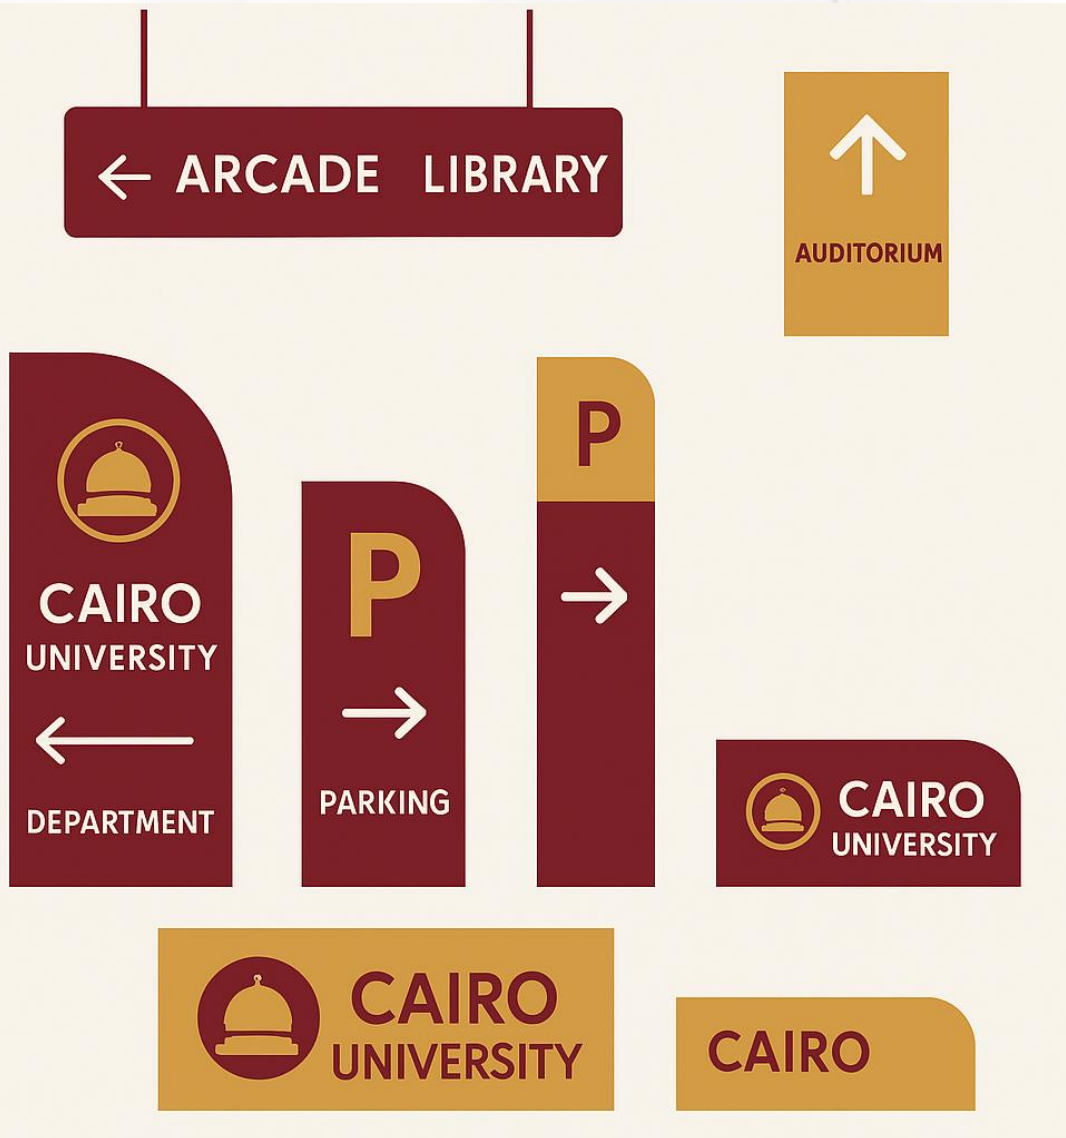 ← ARCADE LIBRARY
↑
AUDITORIUM
CAIRO
UNIVERSITY
←
DEPARTMENT
P
→
PARKING
P
→
CAIRO
UNIVERSITY
CAIRO
UNIVERSITY
CAIRO